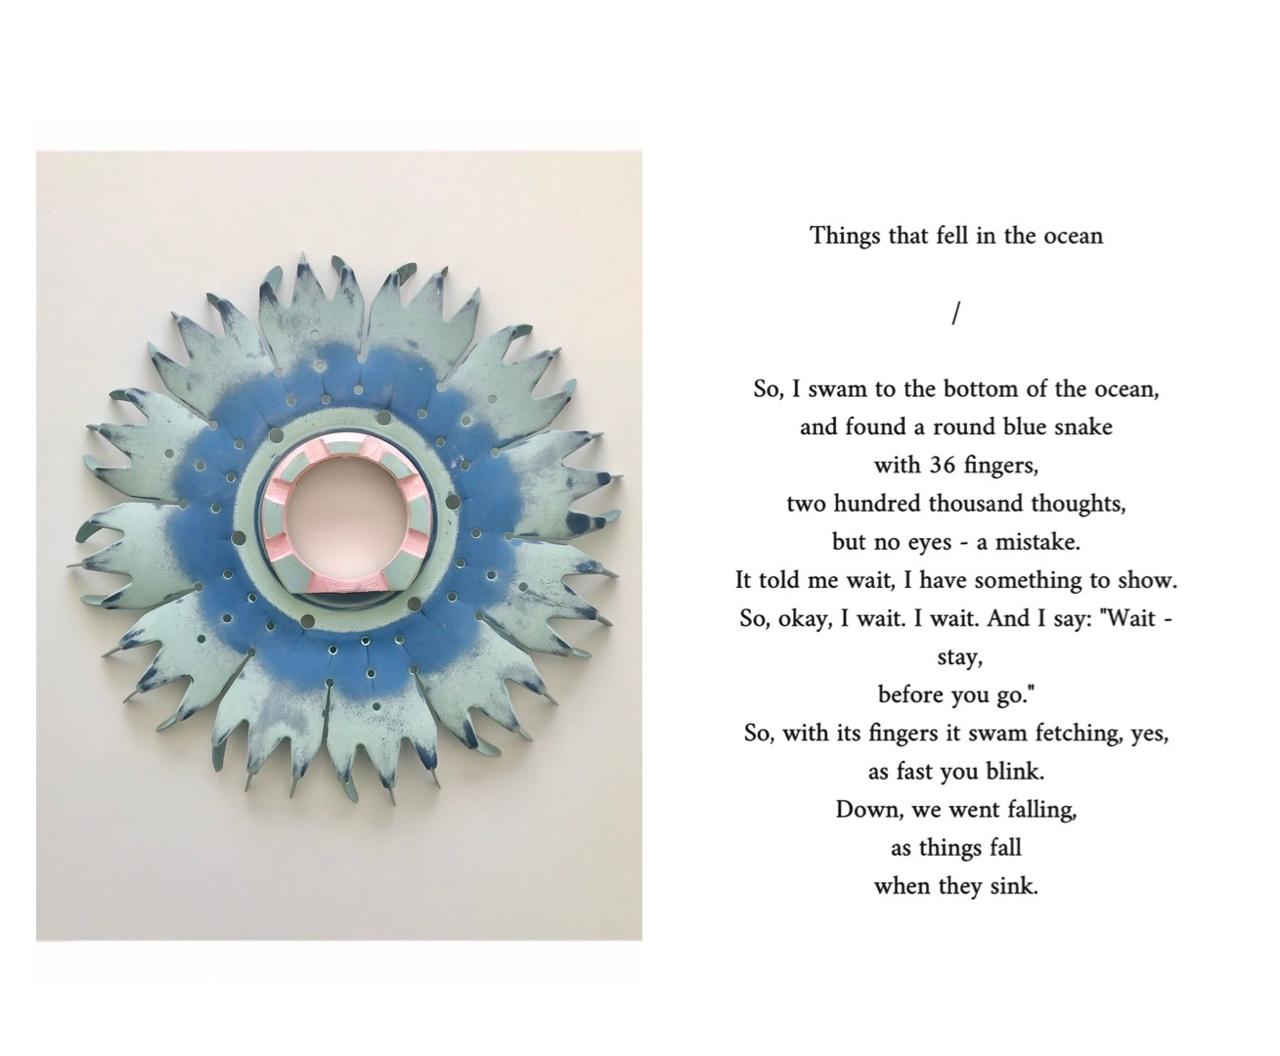 Things that fell in the ocean
/
So, I swam to the bottom of the ocean,
and found a round blue snake
with 36 fingers,
two hundred thousand thoughts,
but no eyes - a mistake.
It told me wait, I have something to show.
So, okay, I wait. I wait. And I say: "Wait -
stay,
before you go."
So, with its fingers it swam fetching, yes,
as fast you blink.
Down, we went falling,
as things fall
when they sink.